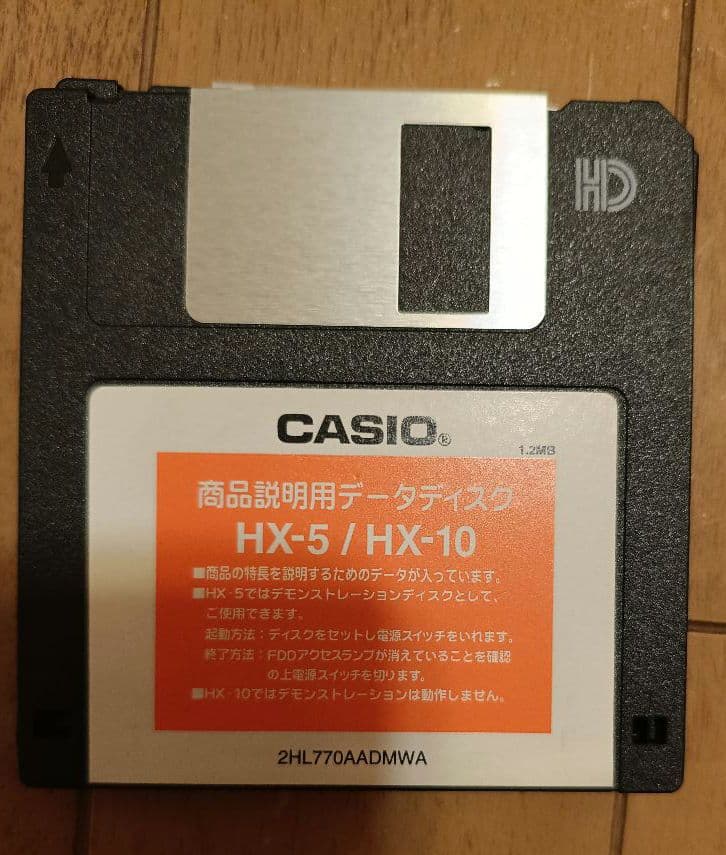 HD
CASIO®
1.2MB
商品説明用データディスク
HX-5 / HX-10
■商品の特長を説明するためのデータが入っています。
■HX-5ではデモンストレーションディスクとして、
ご使用できます。
起動方法：ディスクをセットし電源スイッチをいれます。
終了方法：FDDアクセスランプが消えていることを確認
の上電源スイッチを切ります。
■HX-10ではデモンストレーションは動作しません。
2HL770AADMWA